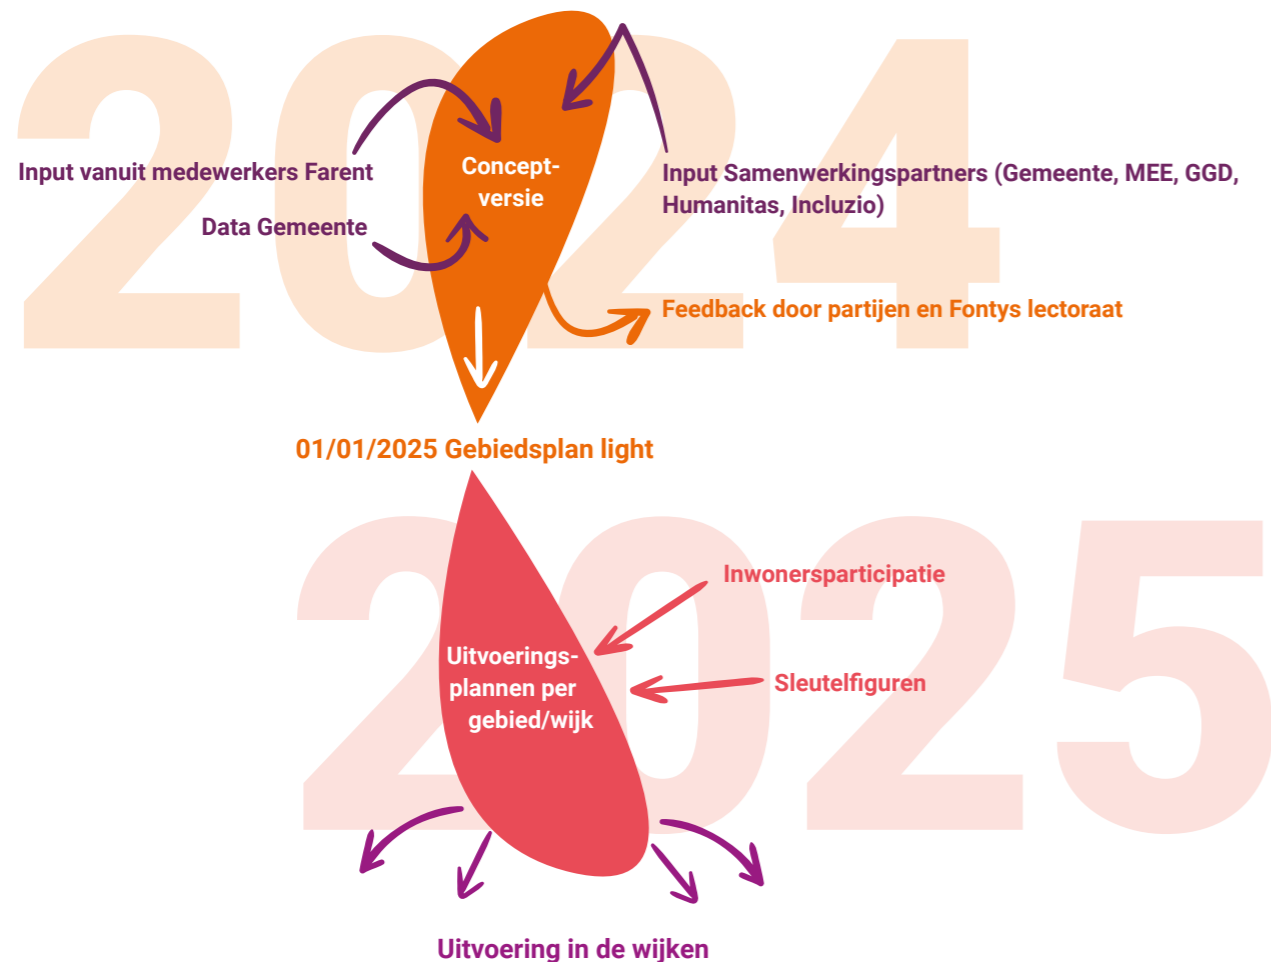 2024
Input vanuit medewerkers Farent
Data Gemeente
Concept-
versie
Input Samenwerkingspartners (Gemeente, MEE, GGD,
Humanitas, Incluzio)
Feedback door partijen en Fontys lectoraat
01/01/2025 Gebiedsplan light
2025
Inwonersparticipatie
Uitvoerings-
plannen per
gebied/wijk
Sleutelfiguren
Uitvoering in de wijken